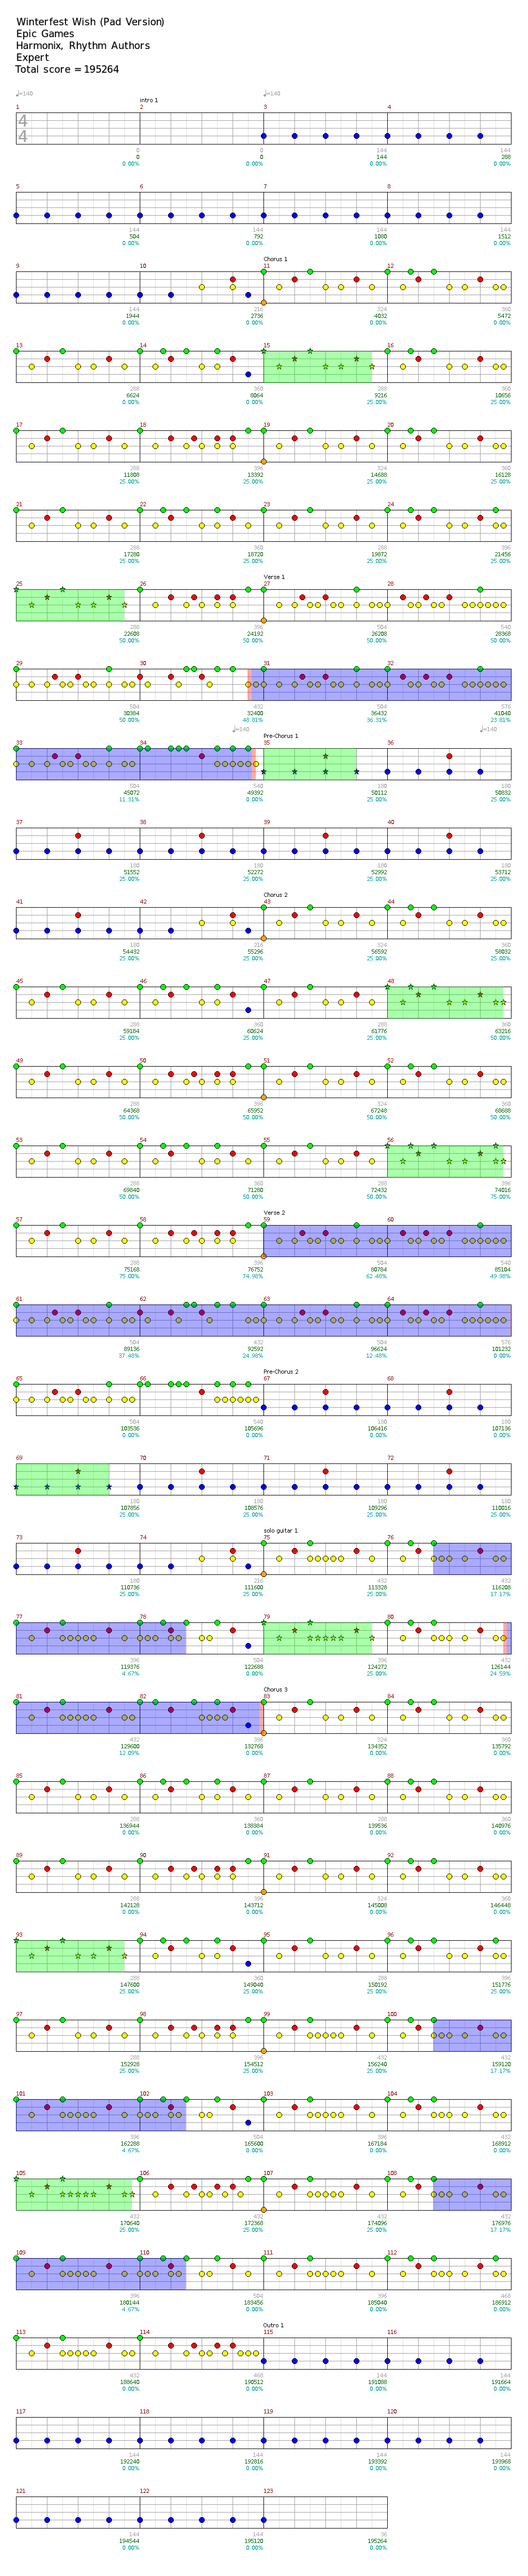 Winterfest Wish (Pad Version)
Epic Games
Harmonix, Rhythm Authors
Expert
Total score = 195264
♩=140 ♩=140
intro 1
1 2 3 4
4
4
0 0 144 144
0 0 144 288
0.00% 0.00% 0.00% 0.00%
5 6 7 8
144 144 144 144
504 792 1080 1512
0.00% 0.00% 0.00% 0.00%
Chorus 1
9 10 11 12
144 216 324 360
1944 2736 4032 5472
0.00% 0.00% 0.00% 0.00%
13 14 15 16
288 360 288 360
6624 8064 9216 10656
0.00% 0.00% 25.00% 25.00%
17 18 19 20
288 396 324 360
11808 13392 14688 16128
25.00% 25.00% 25.00% 25.00%
21 22 23 24
288 360 288 396
17280 18720 19872 21456
25.00% 25.00% 25.00% 25.00%
Verse 1
25 26 27 28
288 396 504 540
22608 24192 26208 28368
50.00% 50.00% 50.00% 50.00%
29 30 31 32
504 432 504 576
30384 32400 36432 41040
50.00% 48.81% 36.31% 23.81%
♩=140 ♩=140
Pre-Chorus 1
33 34 35 36
504 540 180 180
45072 49392 50112 50832
11.31% 0.00% 25.00% 25.00%
37 38 39 40
180 180 180 180
51552 52272 52992 53712
25.00% 25.00% 25.00% 25.00%
Chorus 2
41 42 43 44
180 216 324 360
54432 55296 56592 58032
25.00% 25.00% 25.00% 25.00%
45 46 47 48
288 360 288 360
59184 60624 61776 63216
25.00% 25.00% 25.00% 50.00%
49 50 51 52
288 396 324 360
64368 65952 67248 68688
50.00% 50.00% 50.00% 50.00%
53 54 55 56
288 360 288 396
69840 71280 72432 74016
50.00% 50.00% 50.00% 75.00%
Verse 2
57 58 59 60
288 396 504 540
75168 76752 80784 85104
75.00% 74.98% 62.48% 49.98%
61 62 63 64
504 432 504 576
89136 92592 96624 101232
37.48% 24.98% 12.48% 0.00%
Pre-Chorus 2
65 66 67 68
504 540 180 180
103536 105696 106416 107136
0.00% 0.00% 0.00% 0.00%
69 70 71 72
180 180 180 180
107856 108576 109296 110016
25.00% 25.00% 25.00% 25.00%
solo guitar 1
73 74 75 76
180 216 432 432
110736 111600 113328 116208
25.00% 25.00% 25.00% 17.17%
77 78 79 80
396 504 396 432
119376 122688 124272 126144
4.67% 0.00% 25.00% 24.59%
Chorus 3
81 82 83 84
432 396 324 360
129600 132768 134352 135792
12.09% 0.00% 0.00% 0.00%
85 86 87 88
288 360 288 360
136944 138384 139536 140976
0.00% 0.00% 0.00% 0.00%
89 90 91 92
288 396 324 360
142128 143712 145008 146448
0.00% 0.00% 0.00% 0.00%
93 94 95 96
288 360 288 396
147600 149040 150192 151776
25.00% 25.00% 25.00% 25.00%
97 98 99 100
288 396 432 432
152928 154512 156240 159120
25.00% 25.00% 25.00% 17.17%
101 102 103 104
396 504 396 432
162288 165600 167184 168912
4.67% 0.00% 0.00% 0.00%
105 106 107 108
432 432 432 432
170640 172368 174096 176976
25.00% 25.00% 25.00% 17.17%
109 110 111 112
396 504 396 468
180144 183456 185040 186912
4.67% 0.00% 0.00% 0.00%
Outro 1
113 114 115 116
432 468 144 144
188640 190512 191088 191664
0.00% 0.00% 0.00% 0.00%
117 118 119 120
144 144 144 144
192240 192816 193392 193968
0.00% 0.00% 0.00% 0.00%
121 122 123
144 144 36
194544 195120 195264
0.00% 0.00% 0.00%